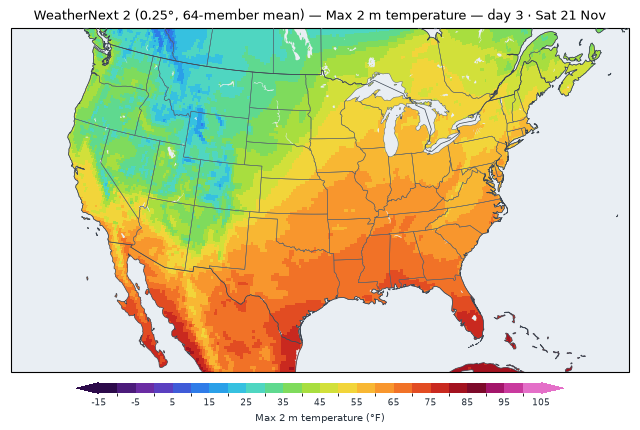 WeatherNext 2 (0.25°, 64-member mean) — Max 2 m temperature — day 3 · Sat 21 Nov
-15 -5 5 15 25 35 45 55 65 75 85 95 105
Max 2 m temperature (°F)